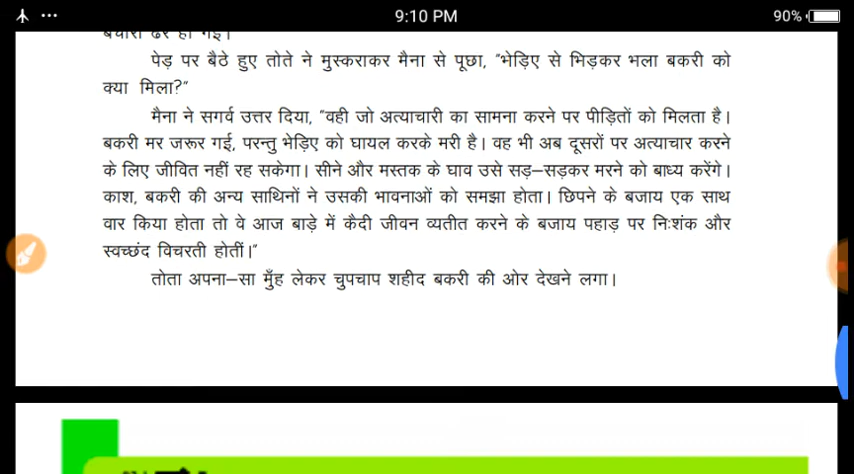 9:10 PM
90%
पेड़ पर बैठे हुए तोते ने मुस्कराकर मैना से पूछा, "भेड़िए से भिड़कर भला बकरी को
क्या मिला?"
मैना ने सगर्व उत्तर दिया, "वही जो अत्याचारी का सामना करने पर पीड़ितों को मिलता है।
बकरी मर जरूर गई, परन्तु भेड़िए को घायल करके मरी है। वह भी अब दूसरों पर अत्याचार करने
के लिए जीवित नहीं रह सकेगा। सीने और मस्तक के घाव उसे सड़–सड़कर मरने को बाध्य करेंगे।
काश, बकरी की अन्य साथिनों ने उसकी भावनाओं को समझा होता। छिपने के बजाय एक साथ
वार किया होता तो वे आज बाड़े में कैदी जीवन व्यतीत करने के बजाय पहाड़ पर निःशंक और
स्वच्छंद विचरती होतीं।"
तोता अपना–सा मुँह लेकर चुपचाप शहीद बकरी की ओर देखने लगा।